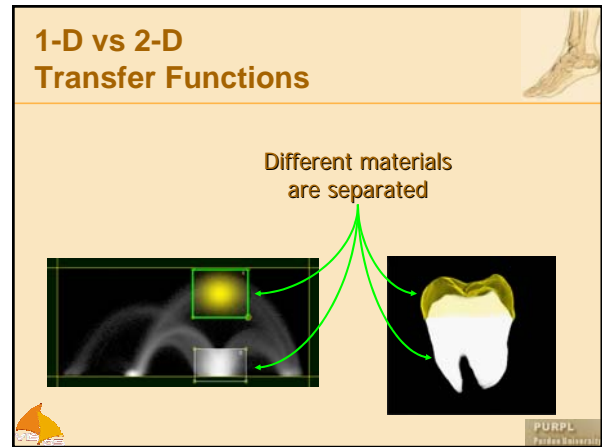 1-D vs 2-D
Transfer Functions
Different materials
are separated
PURPL
Purdue University